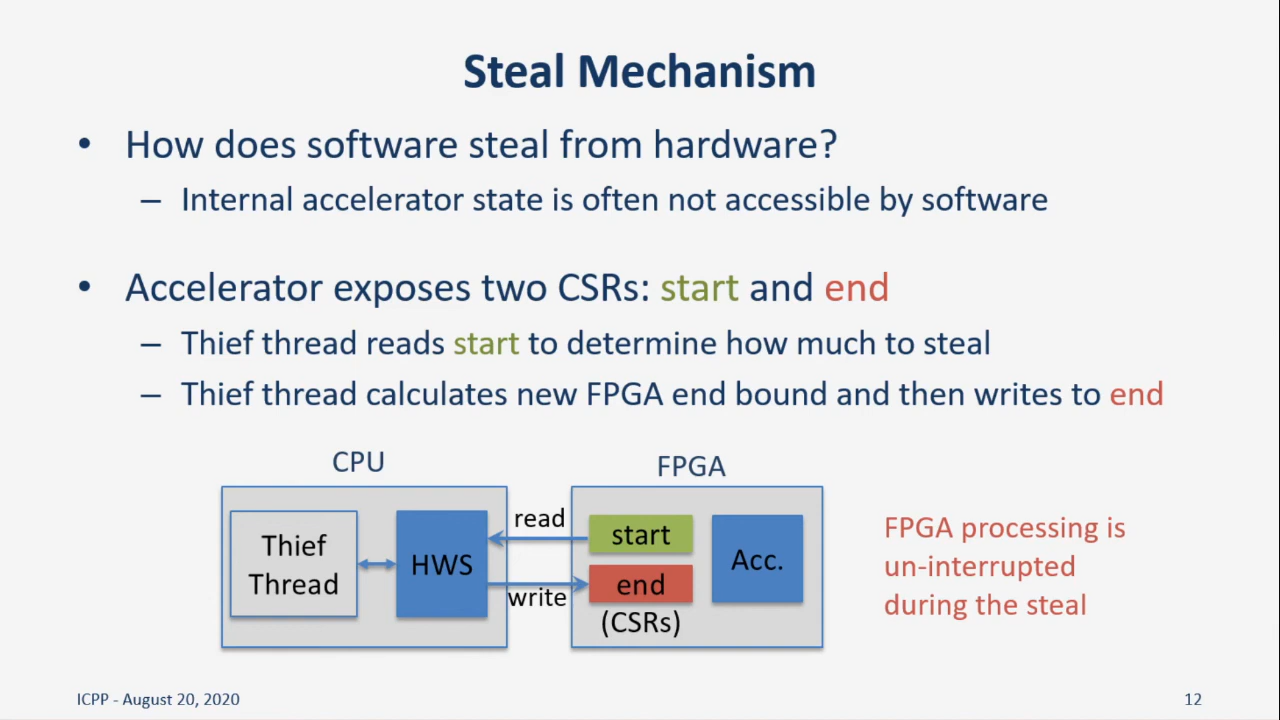 Steal Mechanism
• How does software steal from hardware?
– Internal accelerator state is often not accessible by software
• Accelerator exposes two CSRs: start and end
– Thief thread reads start to determine how much to steal
– Thief thread calculates new FPGA end bound and then writes to end
CPU
FPGA
Thief
Thread
HWS
read
write
start
end
(CSRs)
Acc.
FPGA processing is
un-interrupted
during the steal
ICPP - August 20, 2020
12